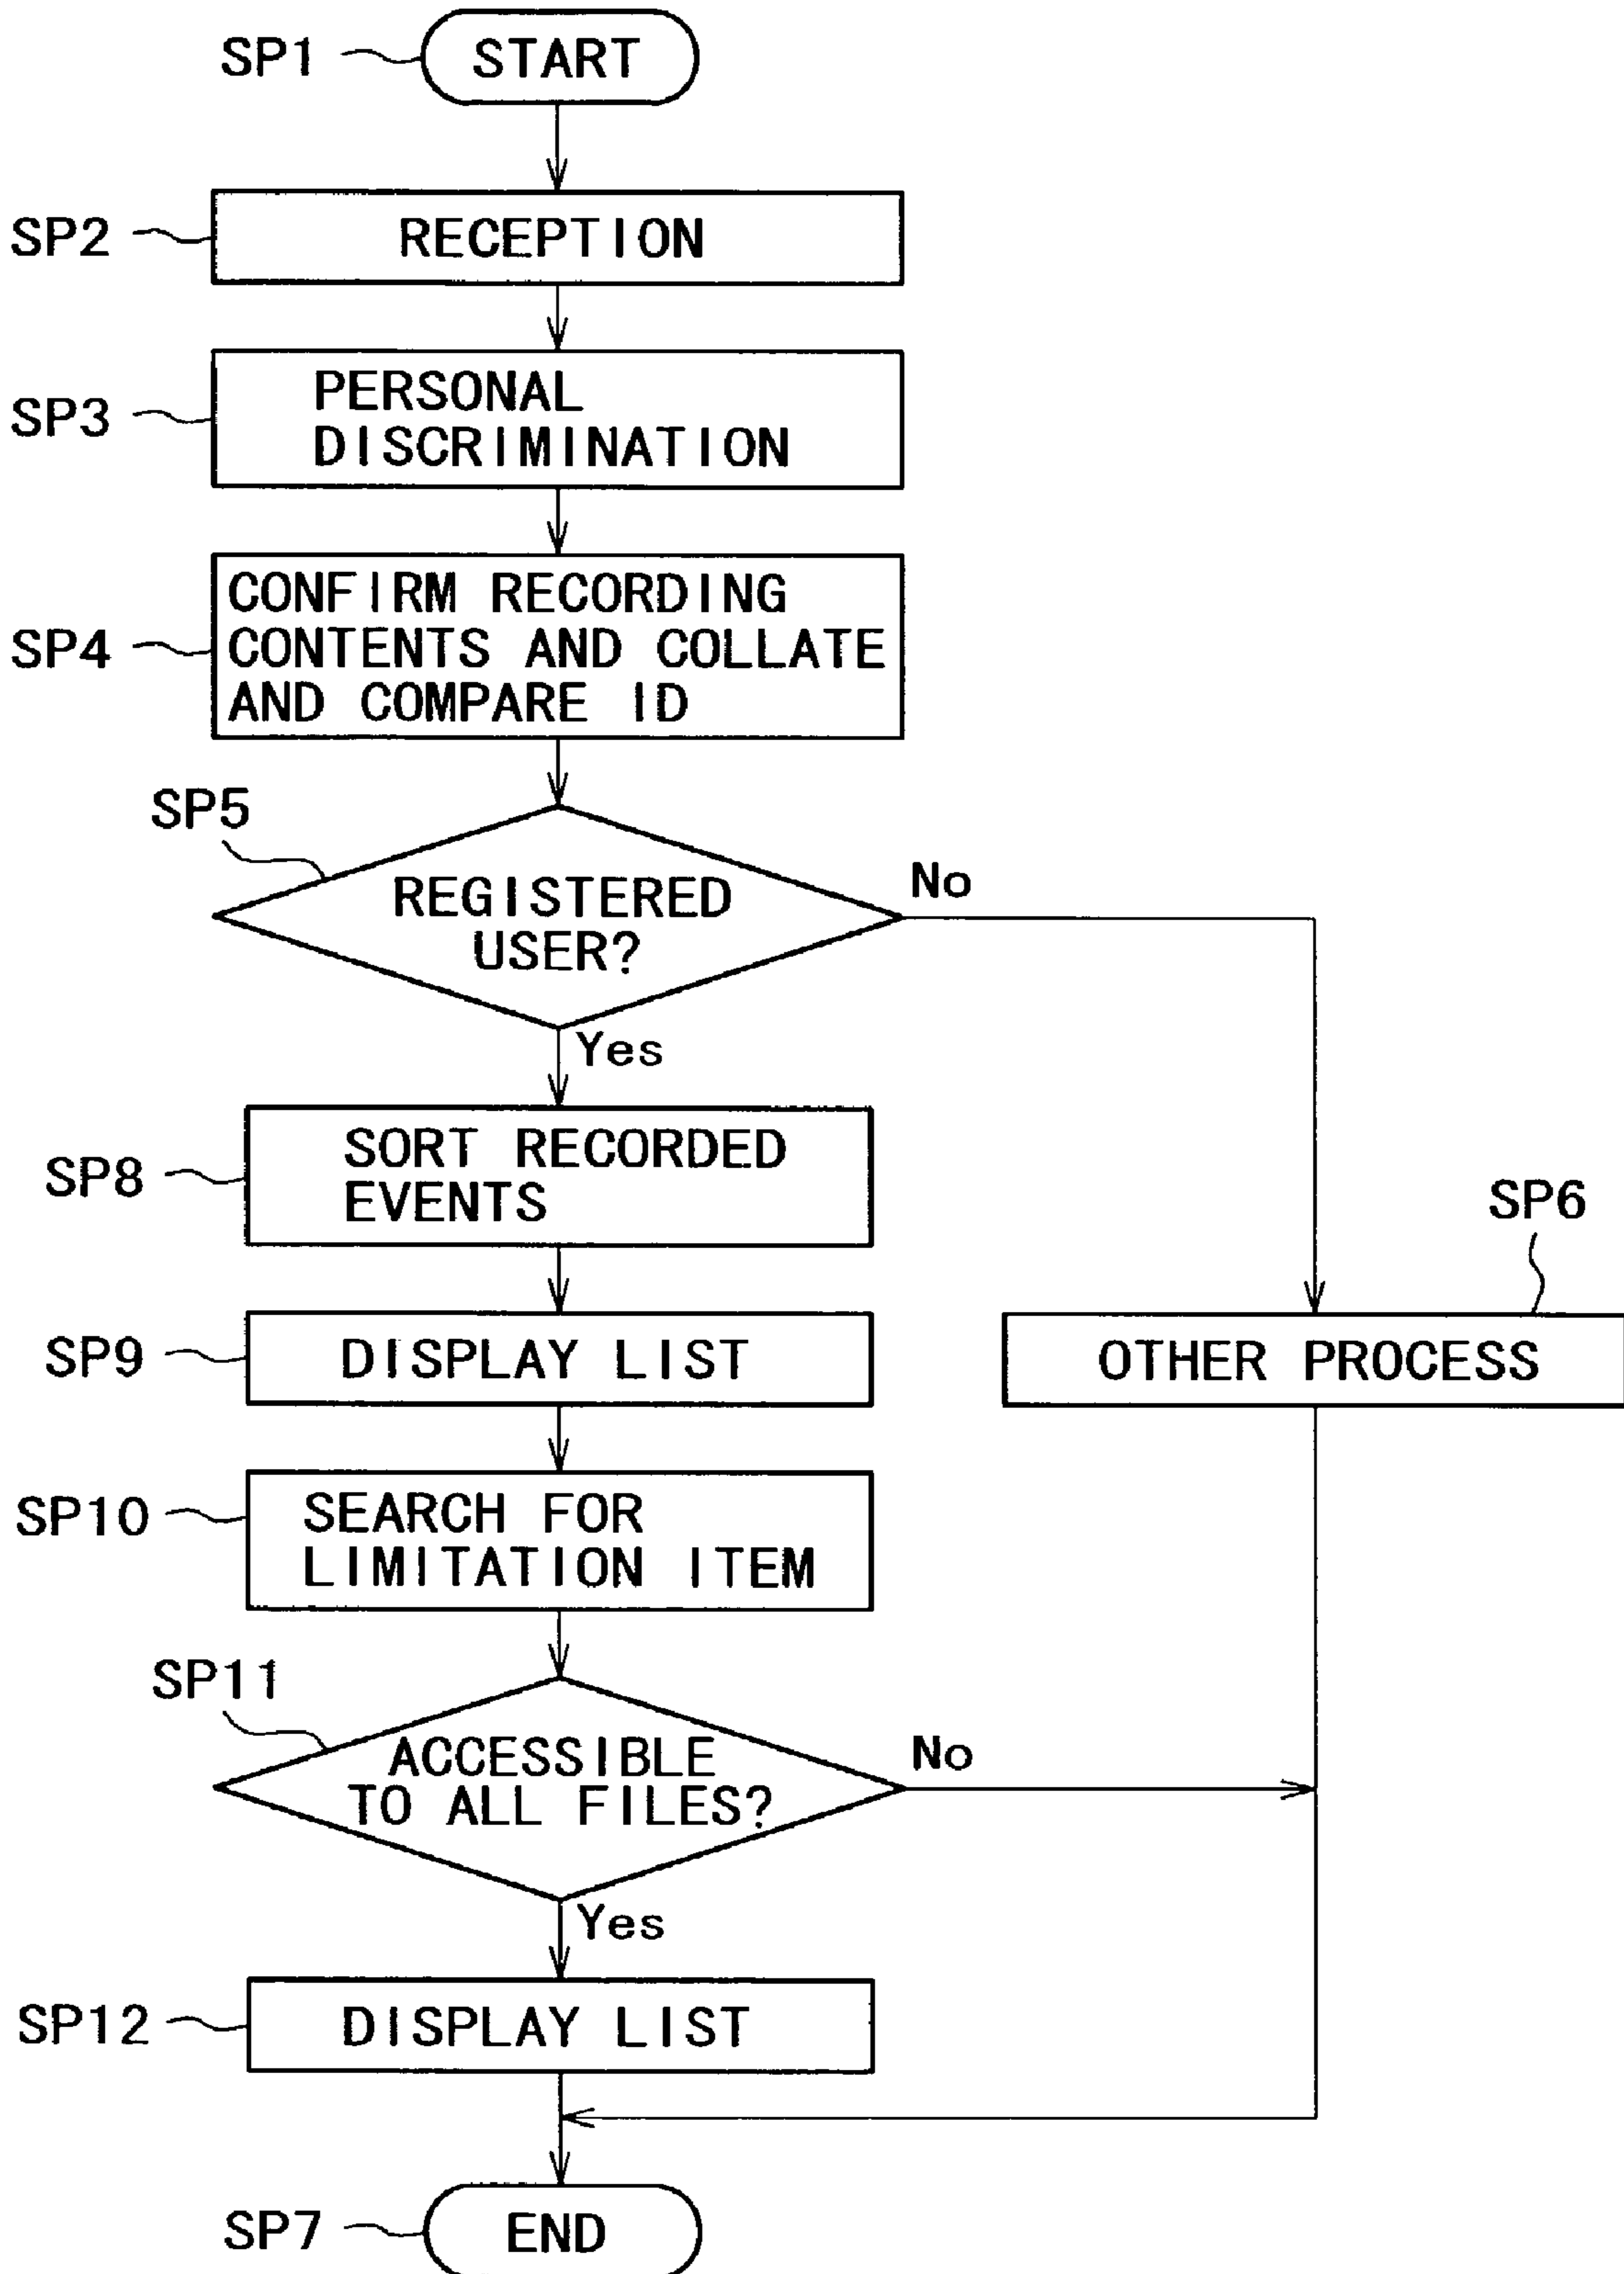 SP1
START
SP2
RECEPTION
SP3
PERSONAL
DISCRIMINATION
SP4
CONFIRM RECORDING
CONTENTS AND COLLATE
AND COMPARE ID
SP5
REGISTERED
USER?
No
Yes
SP8
SORT RECORDED
EVENTS
SP6
OTHER PROCESS
SP9
DISPLAY LIST
SP10
SEARCH FOR
LIMITATION ITEM
SP11
ACCESSIBLE
TO ALL FILES?
No
Yes
SP12
DISPLAY LIST
SP7
END